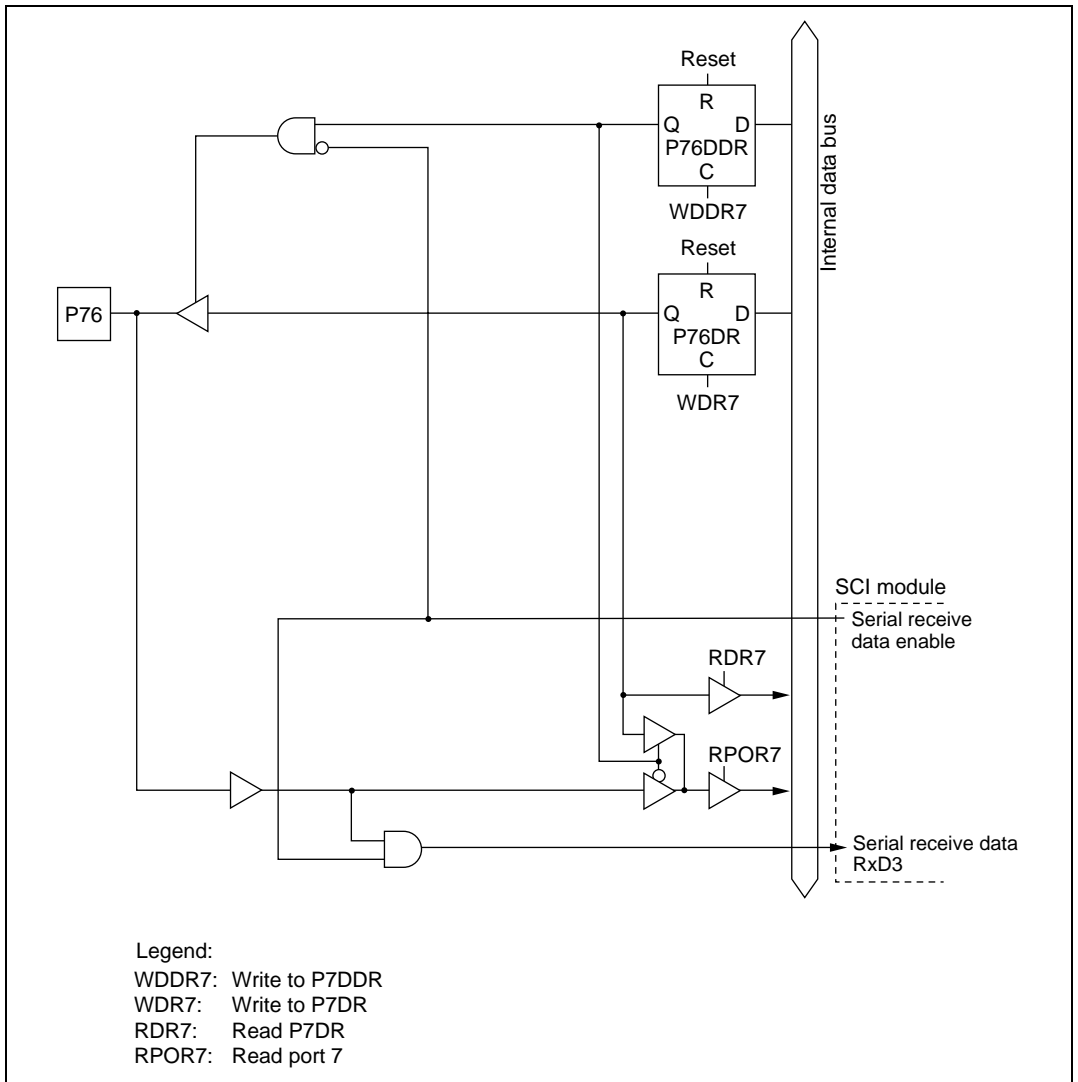 Reset
R
Q D
P76DDR
C
WDDR7
Internal data bus
Reset
R
P76
Q D
P76DR
C
WDR7
SCI module
Serial receive
data enable
RDR7
RPOR7
Serial receive data
RxD3
Legend:
WDDR7: Write to P7DDR
WDR7: Write to P7DR
RDR7: Read P7DR
RPOR7: Read port 7